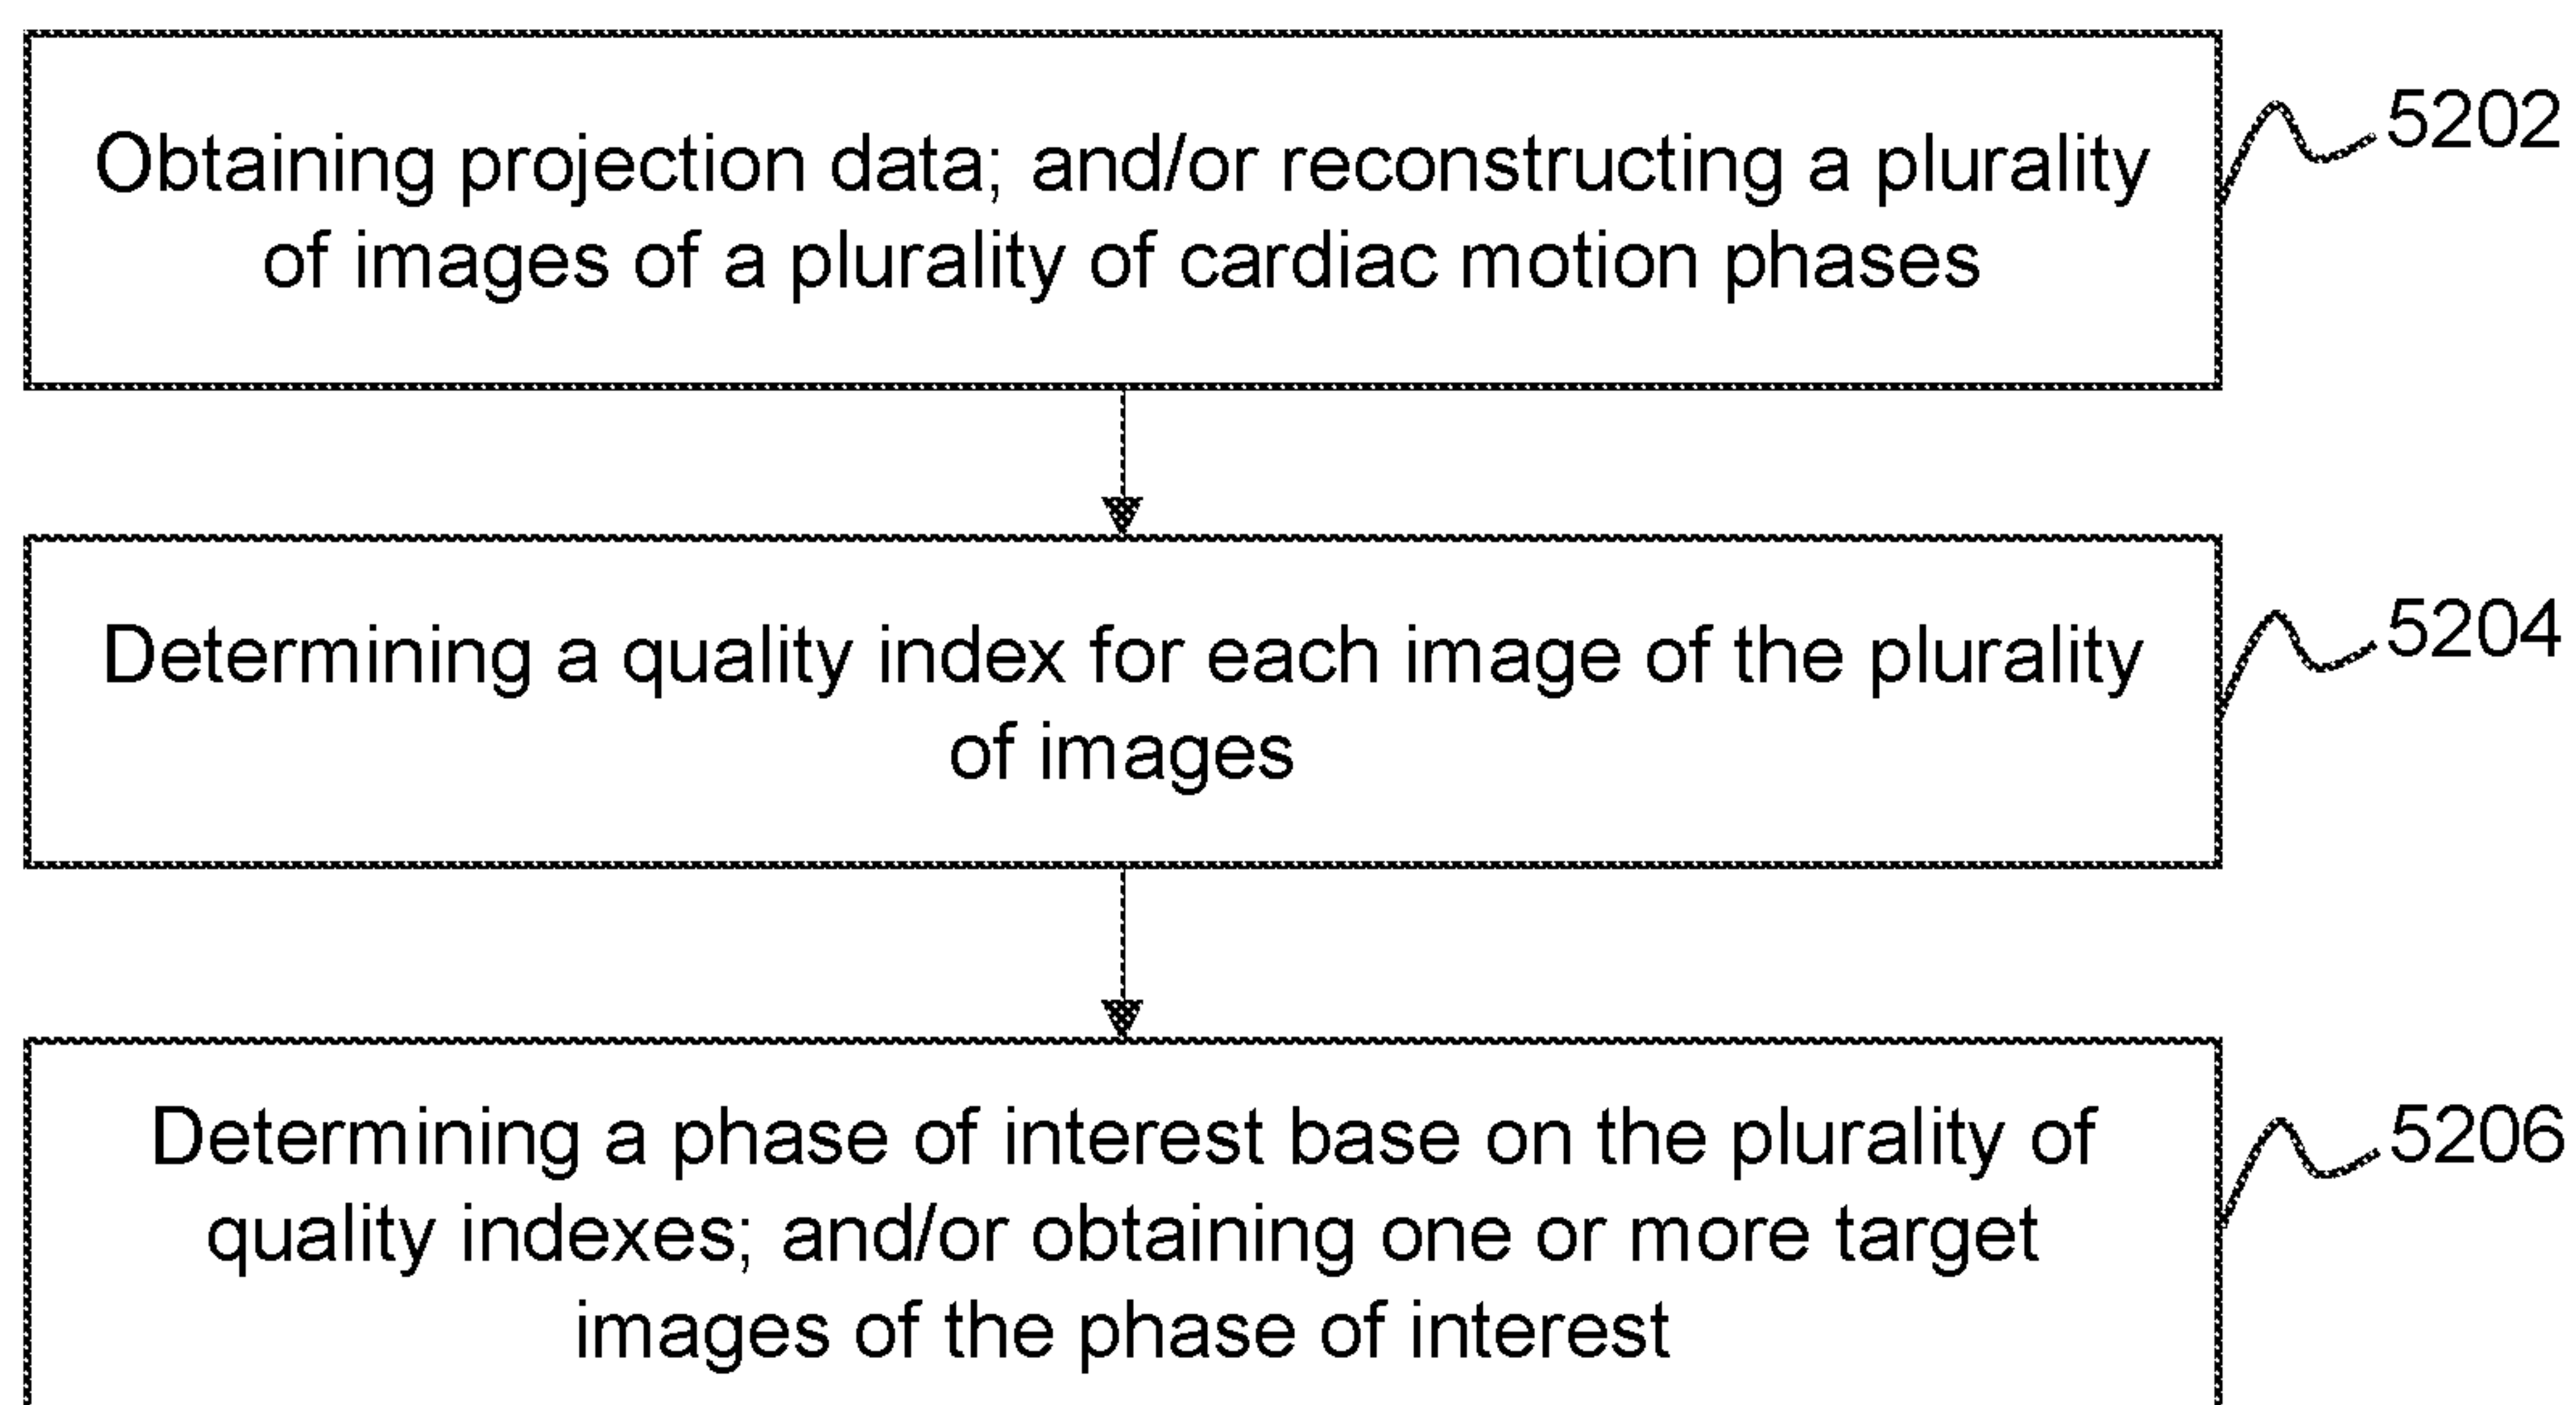 Obtaining projection data; and/or reconstructing a plurality
of images of a plurality of cardiac motion phases
5202
Determining a quality index for each image of the plurality
of images
5204
Determining a phase of interest base on the plurality of
quality indexes; and/or obtaining one or more target
images of the phase of interest
5206